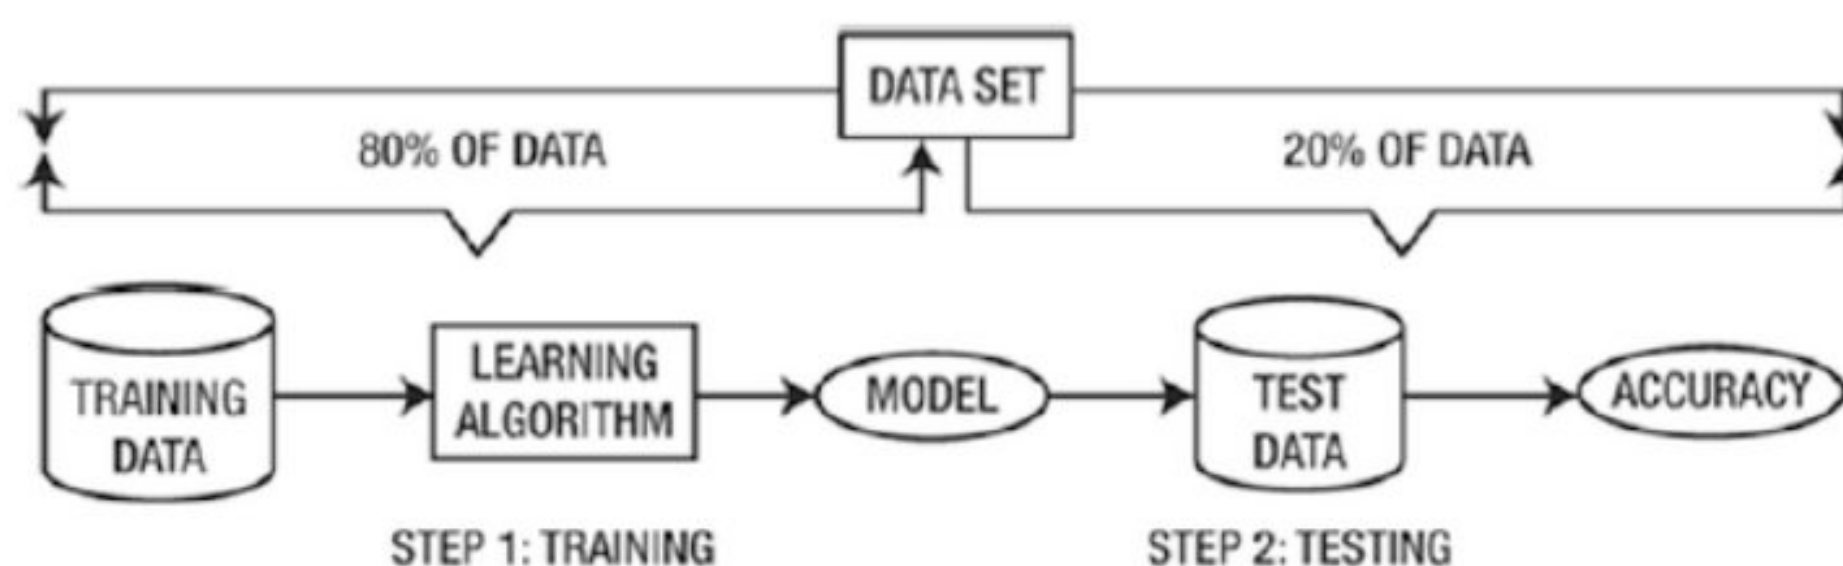 DATA SET
80% OF DATA
20% OF DATA
TRAINING
DATA
LEARNING
ALGORITHM
MODEL
TEST
DATA
ACCURACY
STEP 1: TRAINING
STEP 2: TESTING